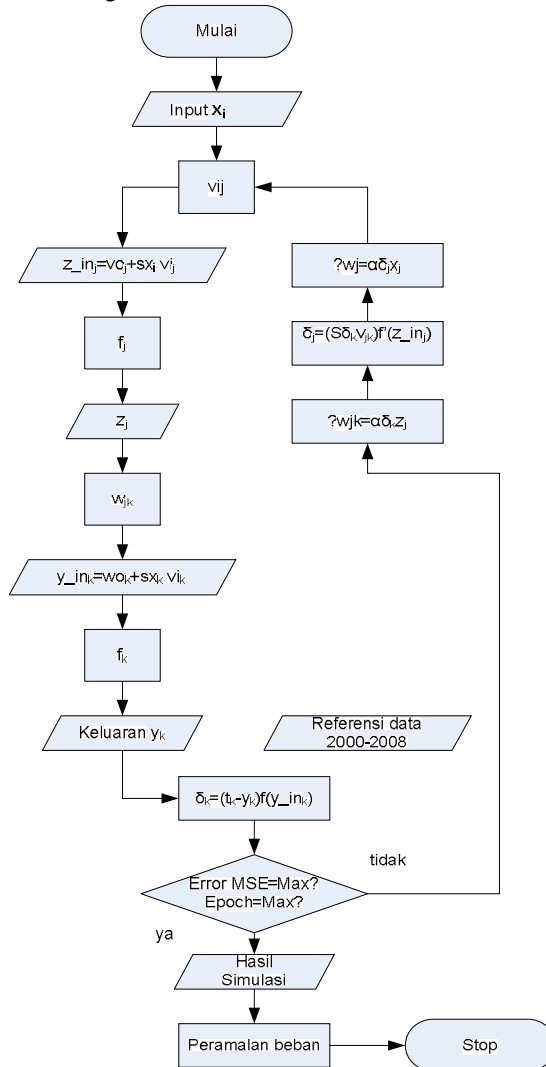 Mulai
Input xᵢ
vij
z_inⱼ=voⱼ+sxᵢ vⁱⱼ
fⱼ
zⱼ
wⱼₖ
y_inₖ=woₖ+sxₖ viₖ
fₖ
Keluaran yₖ
Referensi data
2000-2008
δₖ=(tₖ-yₖ)f(y_inₖ)
Error MSE=Max?
Epoch=Max?
tidak
ya
Hasil
Simulasi
Peramalan beban
Stop
?wjk=αδₖzⱼ
δⱼ=(Sδₖvⱼₖ)f'(z_inⱼ)
?wj=αδⱼxⱼ